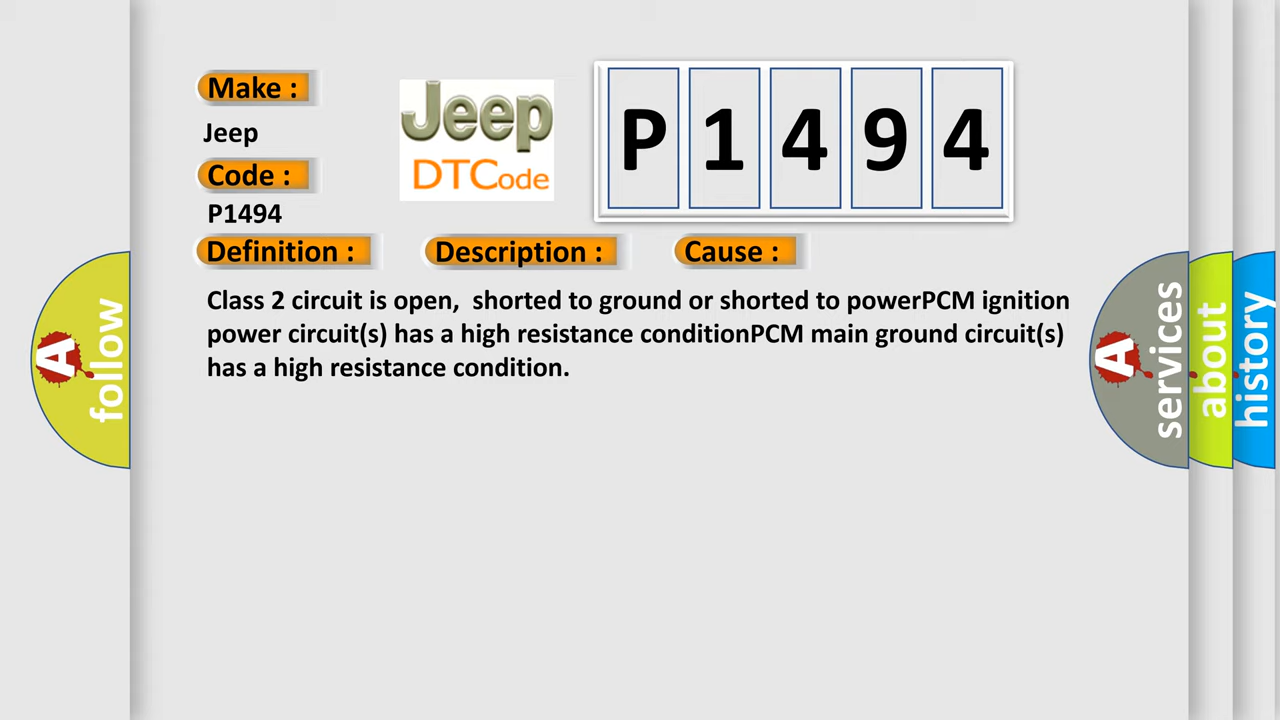 Make :
Jeep
Code :
P1494
Jeep
DTCode
P 1 4 9 4
Definition :
Description :
Cause :
Class 2 circuit is open,  shorted to ground or shorted to powerPCM ignition
power circuit(s) has a high resistance conditionPCM main ground circuit(s)
has a high resistance condition.
A follow
A services
about
history